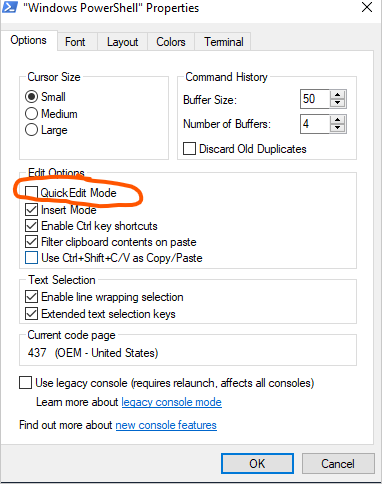 "Windows PowerShell" Properties
Options Font Layout Colors Terminal
Cursor Size
Small
Medium
Large
Command History
Buffer Size: 50
Number of Buffers: 4
Discard Old Duplicates
Edit Options
QuickEdit Mode
Insert Mode
Enable Ctrl key shortcuts
Filter clipboard contents on paste
Use Ctrl+Shift+C/V as Copy/Paste
Text Selection
Enable line wrapping selection
Extended text selection keys
Current code page
437 (OEM - United States)
Use legacy console (requires relaunch, affects all consoles)
Learn more about legacy console mode
Find out more about new console features
OK Cancel